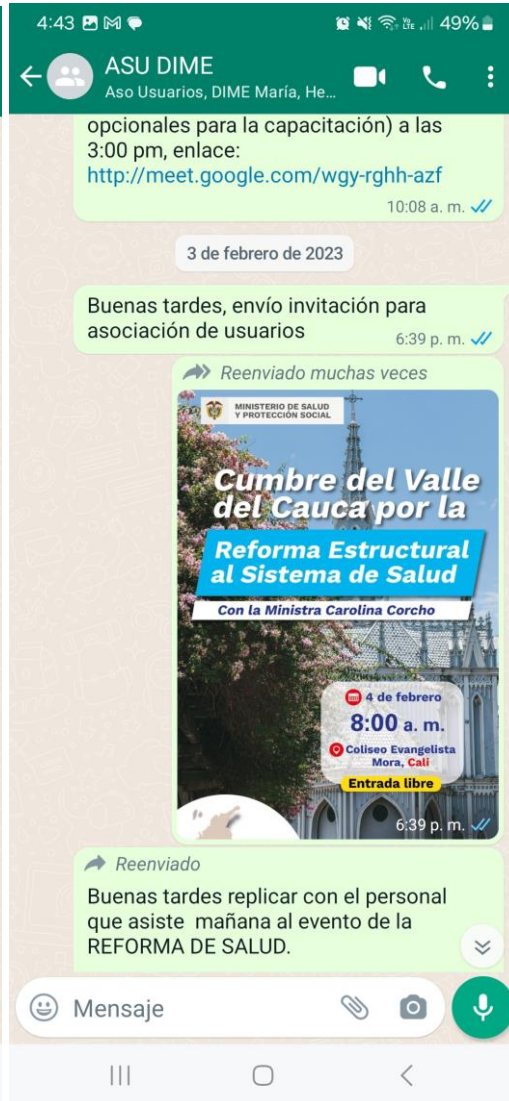 4:43
49%
ASU DIME
Aso Usuarios, DIME María, He...
opcionales para la capacitación) a las
3:00 pm, enlace:
http://meet.google.com/wgy-rghh-azf
10:08 a. m.
3 de febrero de 2023
Buenas tardes, envío invitación para
asociación de usuarios
6:39 p. m.
Reenviado muchas veces
MINISTERIO DE SALUD
Y PROTECCIÓN SOCIAL
Cumbre del Valle
del Cauca por la
Reforma Estructural
al Sistema de Salud
Con la Ministra Carolina Corcho
4 de febrero
8:00 a. m.
Coliseo Evangelista
Mora, Cali
Entrada libre
6:39 p. m.
Reenviado
Buenas tardes replicar con el personal
que asiste mañana al evento de la
REFORMA DE SALUD.
Mensaje